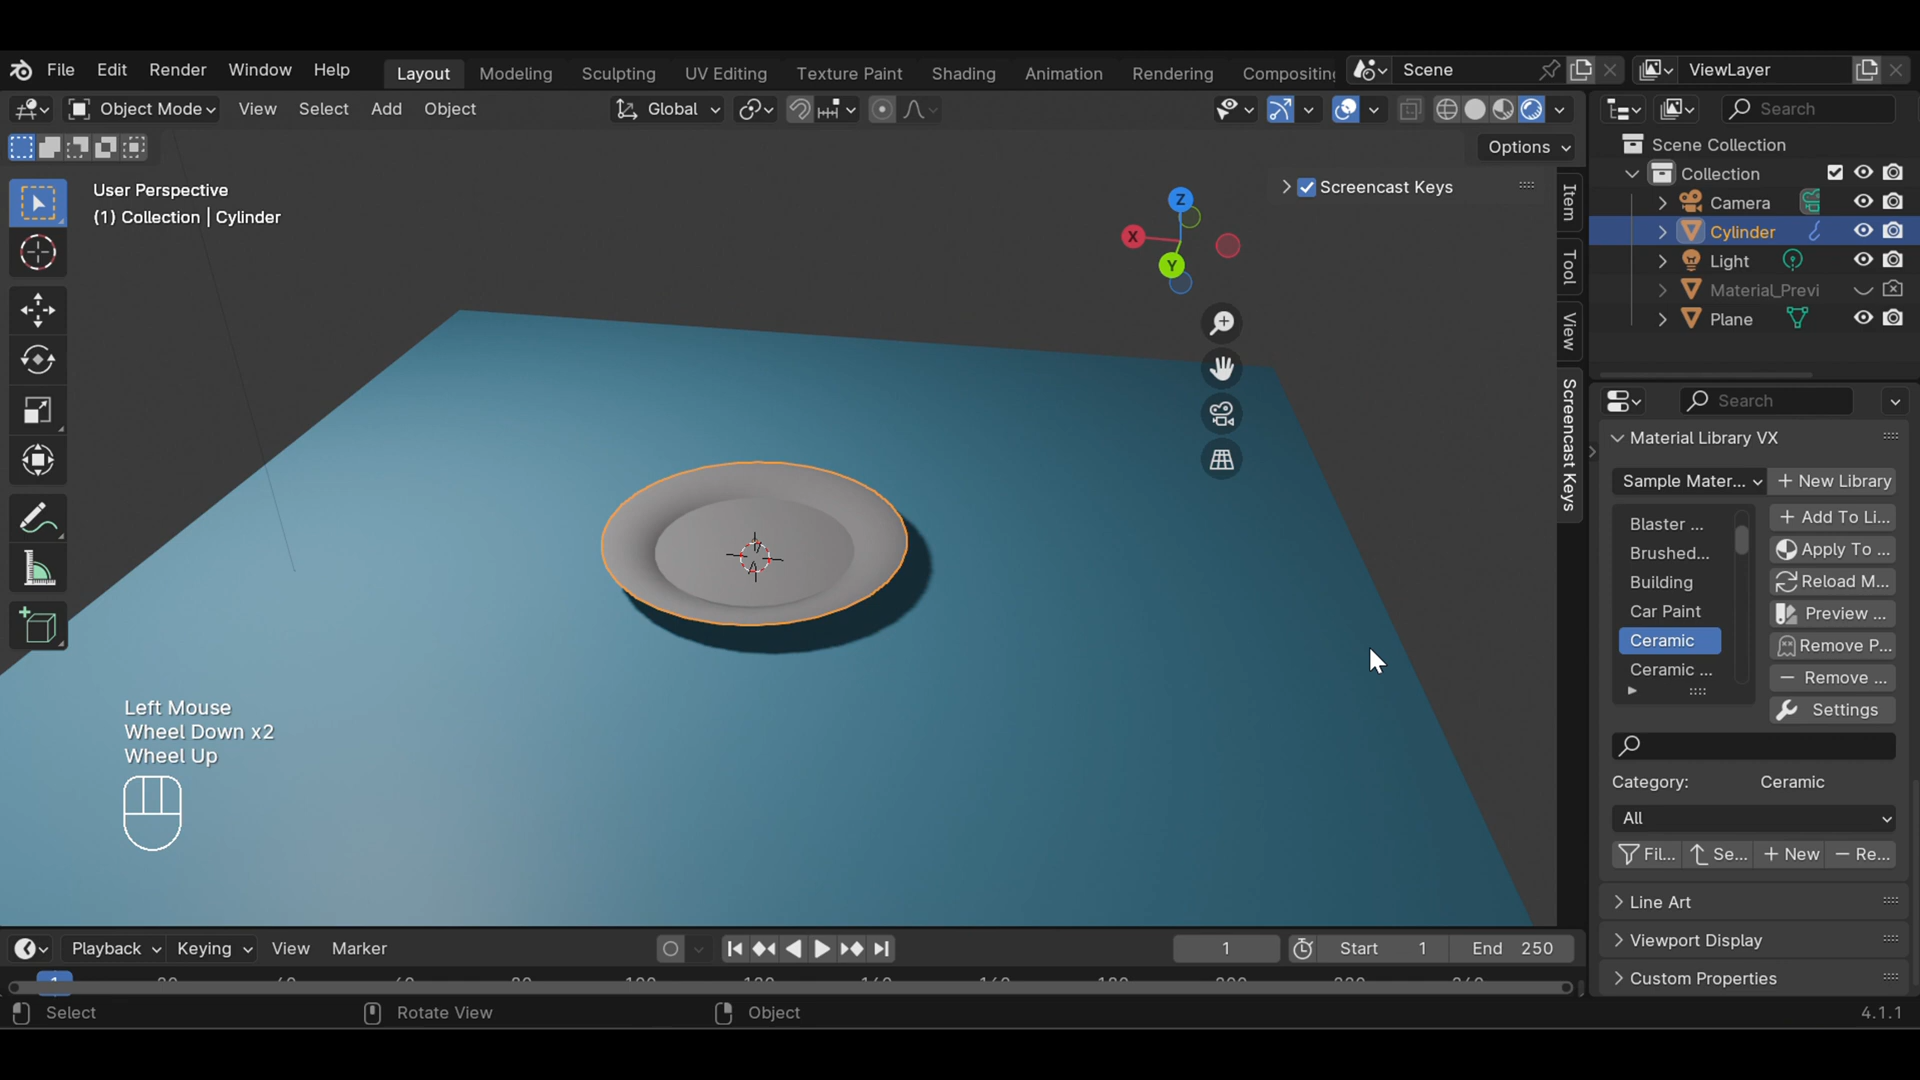 File Edit Render Window Help Layout Modeling Sculpting UV Editing Texture Paint Shading Animation Rendering Compositing Scene ViewLayer
Object Mode View Select Add Object Global Search
Options
User Perspective
(1) Collection | Cylinder
Screencast Keys
Z
X
Y
Item
Tool
View
Screencast Keys
Left Mouse
Wheel Down x2
Wheel Up
Scene Collection
Collection
Camera
Cylinder
Light
Material_Previ
Plane
Search
Material Library VX
Sample Mater... New Library
Blaster ... Add To Li...
Brushed... Apply To ...
Building Reload M...
Car Paint Preview ...
Ceramic Remove P...
Ceramic ... Remove ...
Settings
Category: Ceramic
All
Fil... Se... New Re...
Line Art
Viewport Display
Custom Properties
Playback Keying View Marker 1 Start 1 End 250
1
Select Rotate View Object 4.1.1